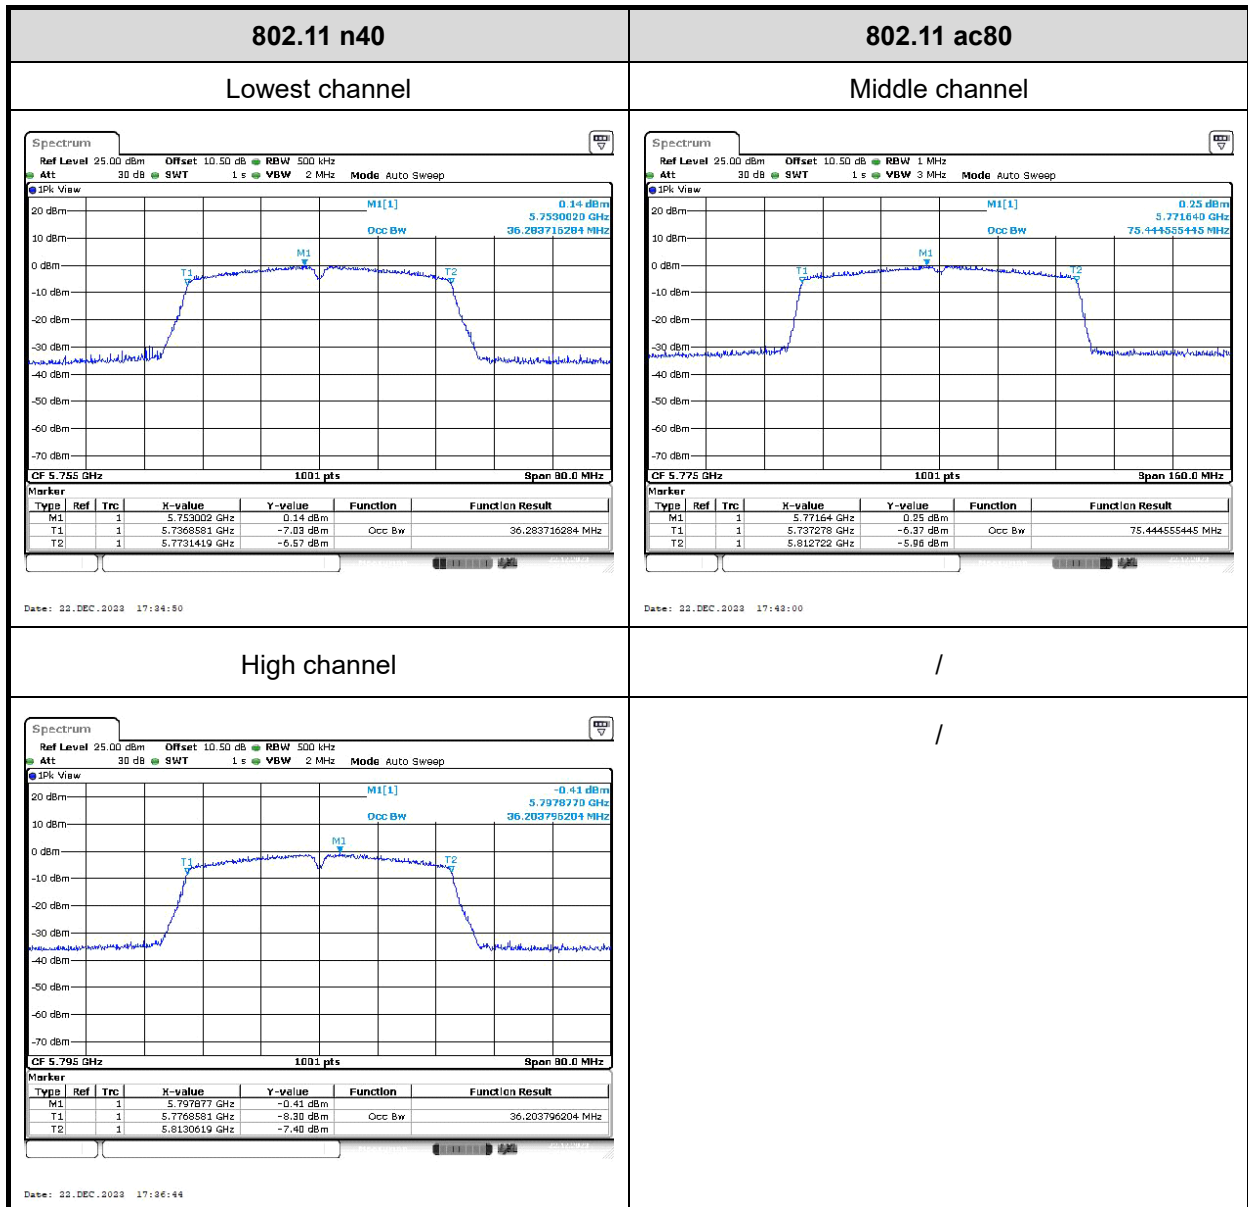 802.11 n40
802.11 ac80
Lowest channel
Middle channel
Spectrum
Ref Level 25.00 dBm Offset 10.50 dB RBW 500 kHz
Att 30 dB SWT 1 s VBW 2 MHz Mode Auto Sweep
1Pk View
M1[1] 0.14 dBm
5.7530020 GHz
Occ Bw 36.283716284 MHz
20 dBm
10 dBm
0 dBm
-10 dBm
-20 dBm
-30 dBm
-40 dBm
-50 dBm
-60 dBm
-70 dBm
T1
M1
T2
CF 5.755 GHz 1001 pts Span 80.0 MHz
Marker
Type Ref Trc X-value Y-value Function Function Result
M1 1 5.753002 GHz 0.14 dBm
T1 1 5.7368581 GHz -7.03 dBm Occ Bw 36.283716284 MHz
T2 1 5.7731419 GHz -6.57 dBm
Date: 22.DEC.2023 17:34:50
Spectrum
Ref Level 25.00 dBm Offset 10.50 dB RBW 1 MHz
Att 30 dB SWT 1 s VBW 3 MHz Mode Auto Sweep
1Pk View
M1[1] 0.25 dBm
5.771640 GHz
Occ Bw 75.444555445 MHz
20 dBm
10 dBm
0 dBm
-10 dBm
-20 dBm
-30 dBm
-40 dBm
-50 dBm
-60 dBm
-70 dBm
T1
M1
T2
CF 5.775 GHz 1001 pts Span 160.0 MHz
Marker
Type Ref Trc X-value Y-value Function Function Result
M1 1 5.77164 GHz 0.25 dBm
T1 1 5.737278 GHz -6.37 dBm Occ Bw 75.444555445 MHz
T2 1 5.812722 GHz -5.96 dBm
Date: 22.DEC.2023 17:43:00
High channel
/
Spectrum
Ref Level 25.00 dBm Offset 10.50 dB RBW 500 kHz
Att 30 dB SWT 1 s VBW 2 MHz Mode Auto Sweep
1Pk View
M1[1] -0.41 dBm
5.7978770 GHz
Occ Bw 36.203796204 MHz
20 dBm
10 dBm
0 dBm
-10 dBm
-20 dBm
-30 dBm
-40 dBm
-50 dBm
-60 dBm
-70 dBm
T1
M1
T2
CF 5.795 GHz 1001 pts Span 80.0 MHz
Marker
Type Ref Trc X-value Y-value Function Function Result
M1 1 5.797877 GHz -0.41 dBm
T1 1 5.7768581 GHz -8.30 dBm Occ Bw 36.203796204 MHz
T2 1 5.8130619 GHz -7.40 dBm
Date: 22.DEC.2023 17:36:44
/